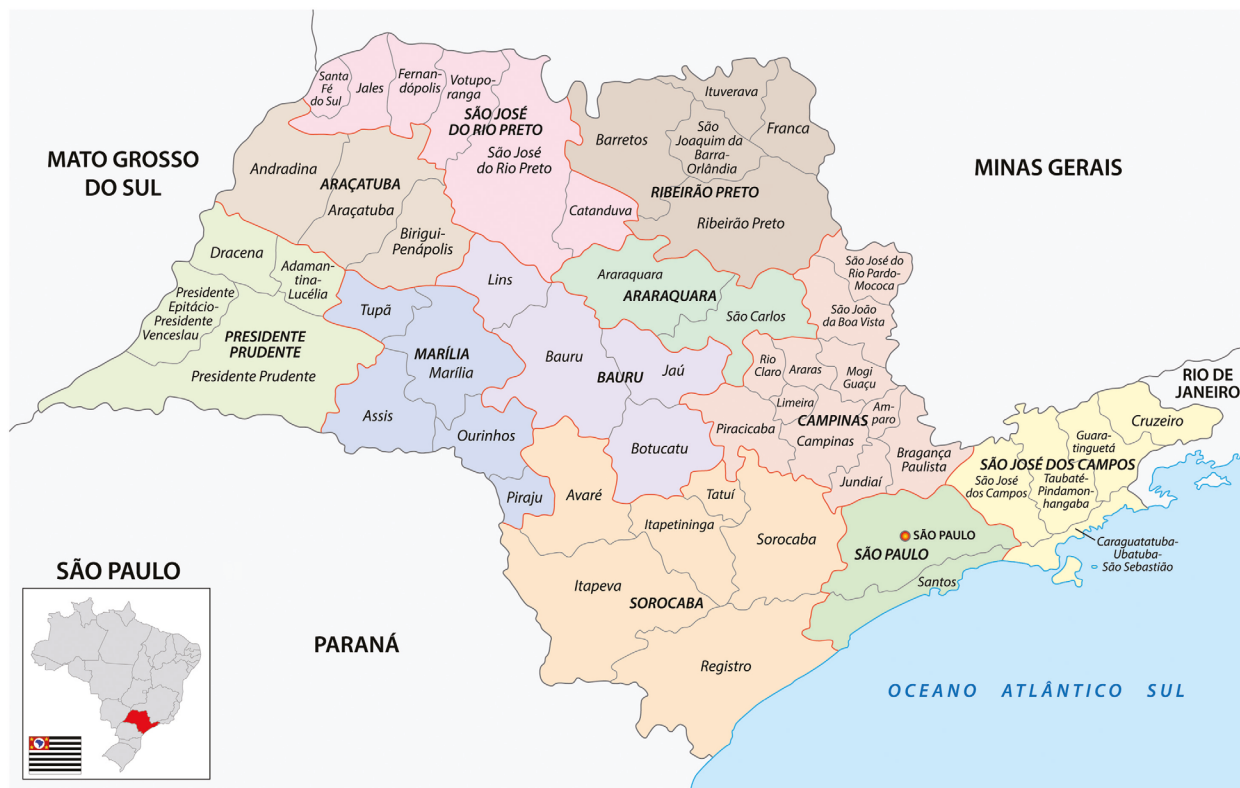 MATO GROSSO
DO SUL
MINAS GERAIS
RIO DE
JANEIRO
PARANÁ
OCEANO ATLÂNTICO SUL
SÃO PAULO
Santa
Fé
do Sul
Jales
Fernan-
dópolis
Votupo-
ranga
SÃO JOSÉ
DO RIO PRETO
São José
do Rio Preto
Catanduva
Barretos
Ituverava
São
Joaquim da
Barra-
Orlândia
Franca
RIBEIRÃO PRETO
Ribeirão Preto
Andradina
ARAÇATUBA
Araçatuba
Birigui-
Penápolis
Dracena
Adaman-
tina-
Lucélia
Presidente
Epitácio-
Presidente
Venceslau
PRESIDENTE
PRUDENTE
Presidente Prudente
Tupã
MARÍLIA
Marília
Assis
Ourinhos
Piraju
Lins
Bauru
BAURU
Jaú
Botucatu
Araraquara
ARARAQUARA
São Carlos
São José do
Rio Pardo-
Mococa
São João
da Boa Vista
Rio
Claro
Araras
Mogi
Guaçu
Limeira
Am-
paro
CAMPINAS
Piracicaba
Campinas
Bragança
Paulista
Jundiaí
Avaré
Tatuí
Itapetininga
Sorocaba
Itapeva
SOROCABA
Registro
SÃO PAULO
SÃO PAULO
Santos
Cruzeiro
Guara-
tinguetá
SÃO JOSÉ DOS CAMPOS
São José
dos Campos
Taubaté-
Pindamon-
hangaba
Caraguatatuba-
Ubatuba-
São Sebastião